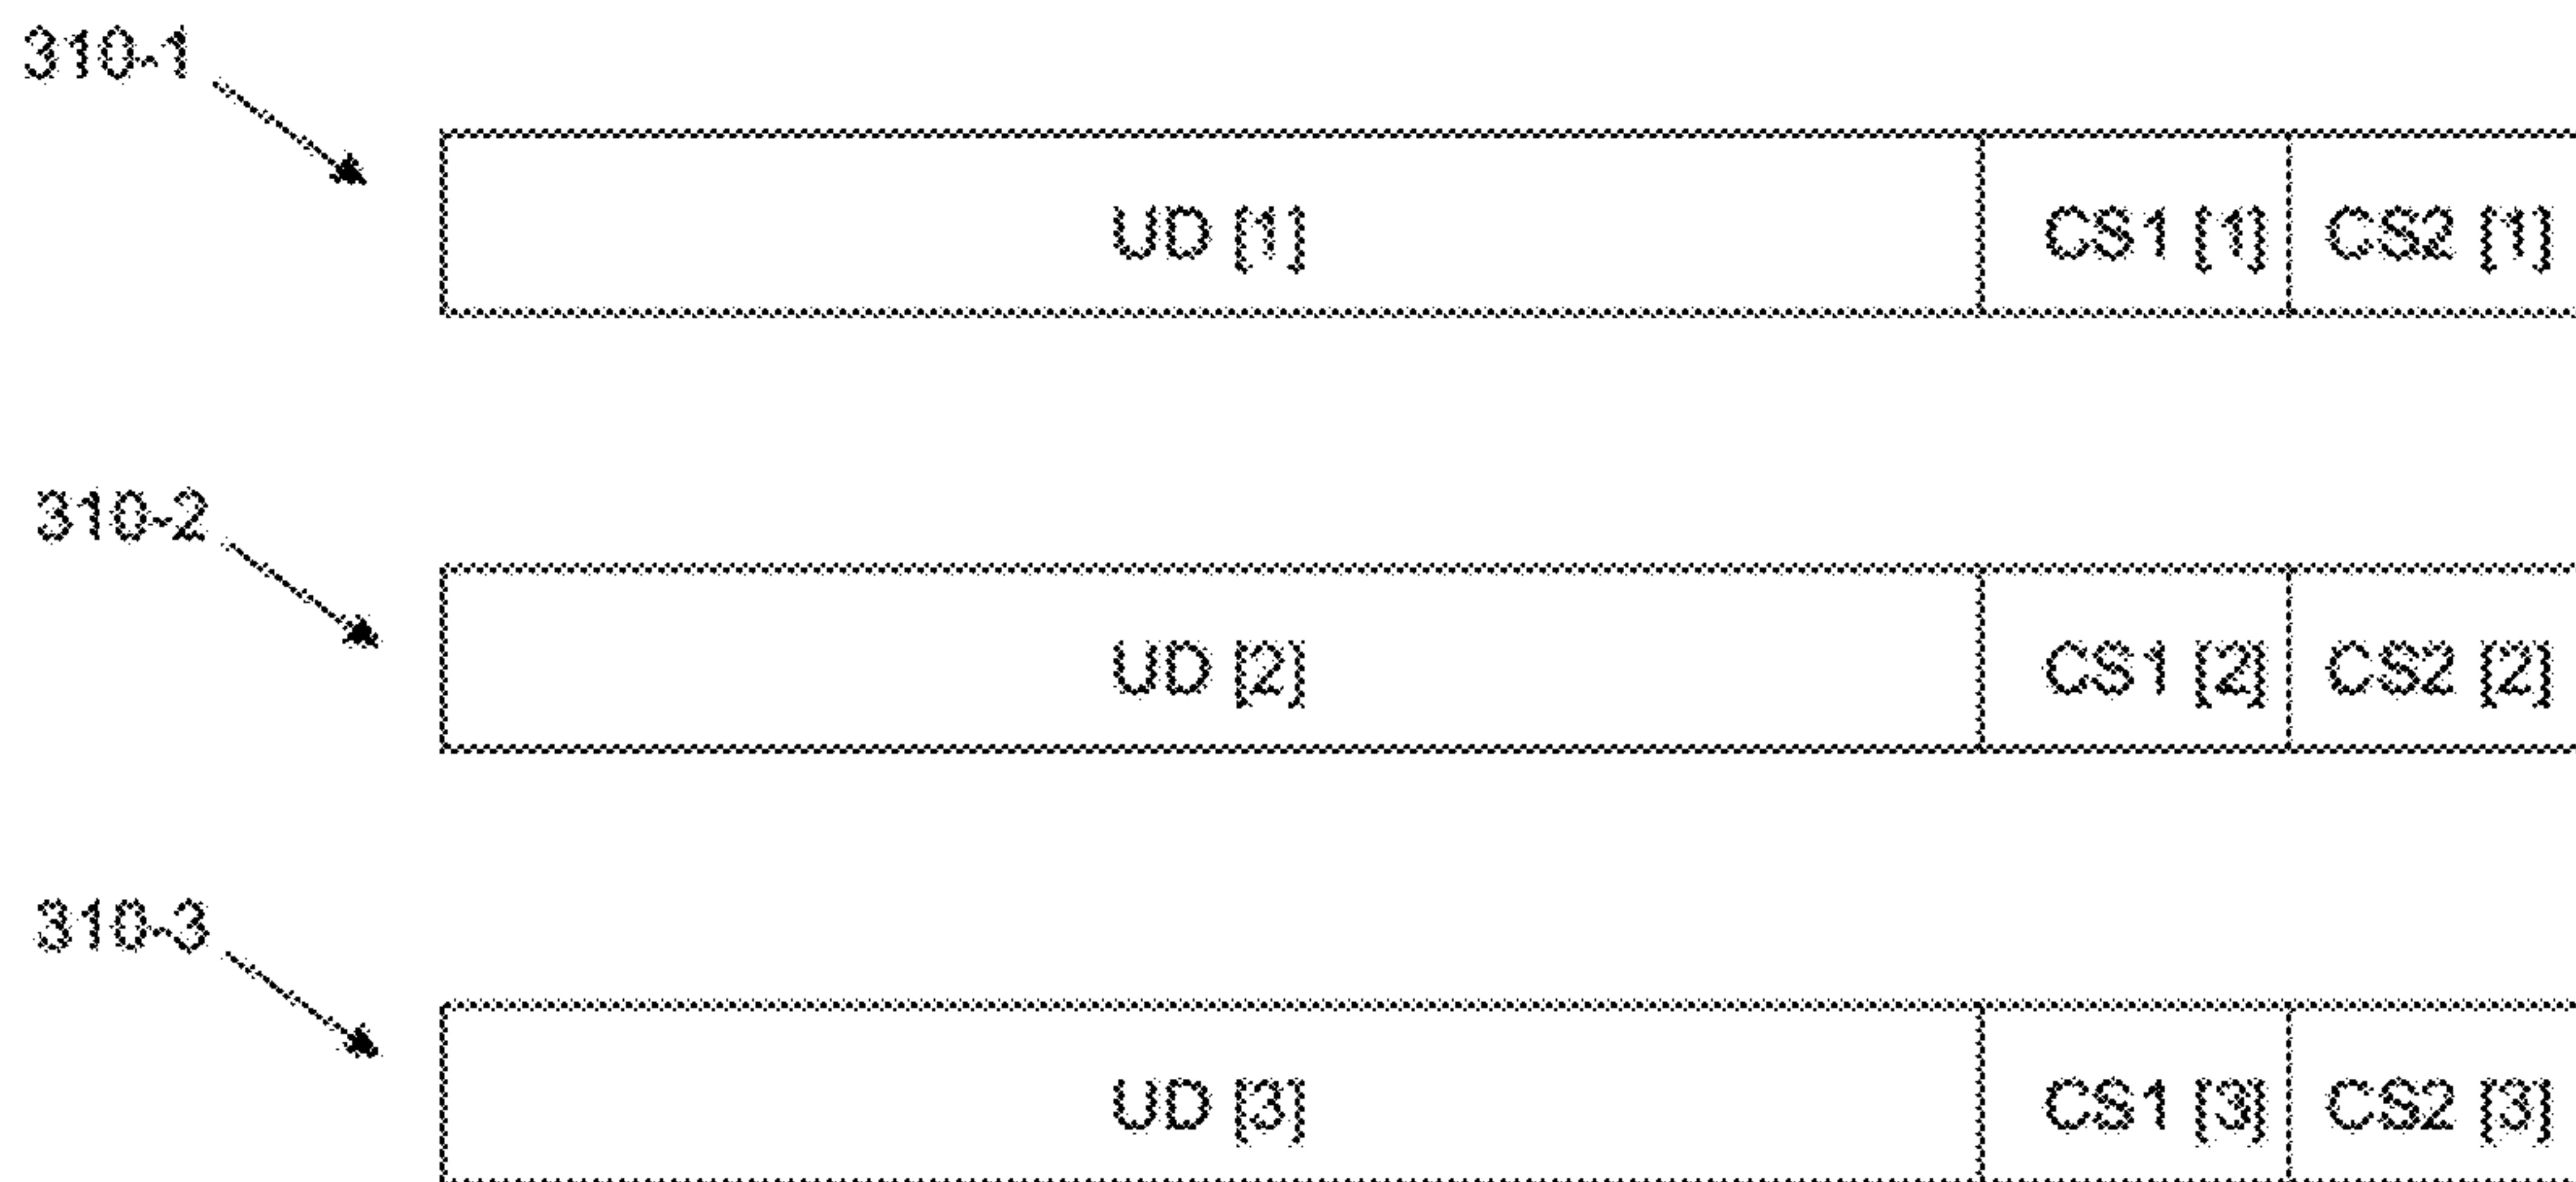 310-1
UD [1] CS1 [1] CS2 [1]
310-2
UD [2] CS1 [2] CS2 [2]
310-3
UD [3] CS1 [3] CS2 [3]